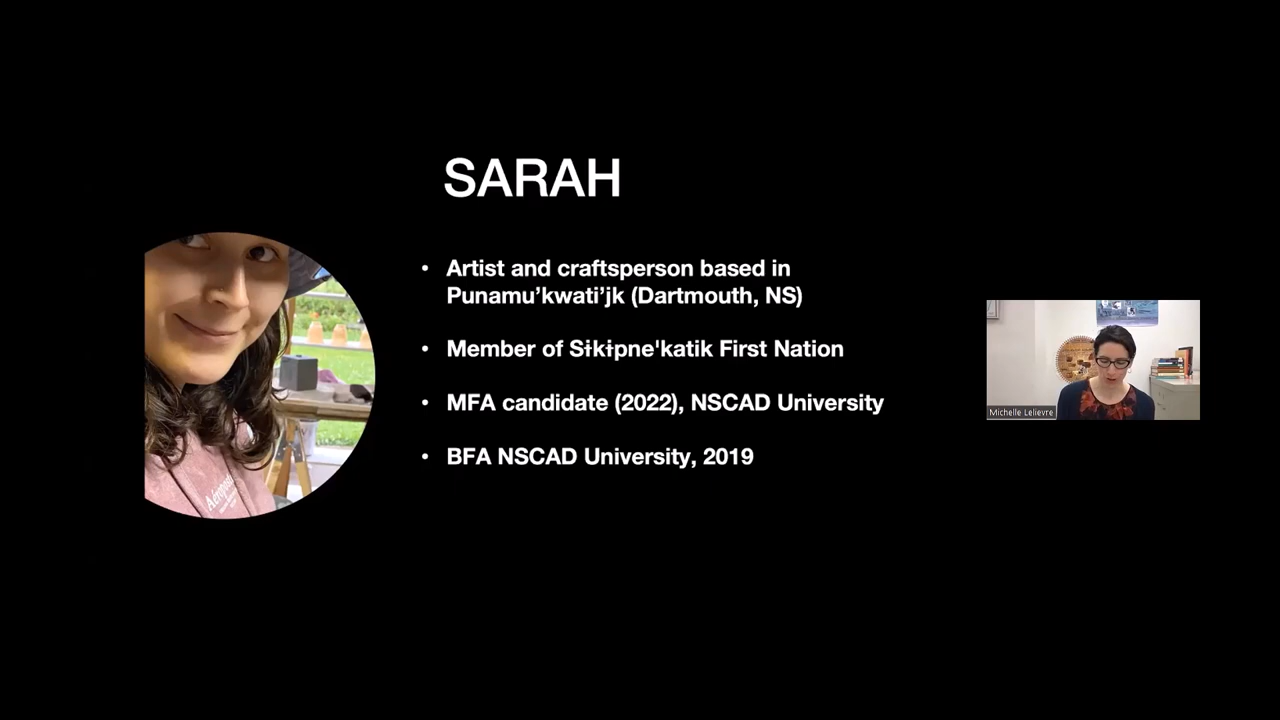 SARAH
• Artist and craftsperson based in
Punamu’kwati’jk (Dartmouth, NS)
• Member of Sɨkɨpne'katik First Nation
• MFA candidate (2022), NSCAD University
• BFA NSCAD University, 2019
Michelle Lelievre